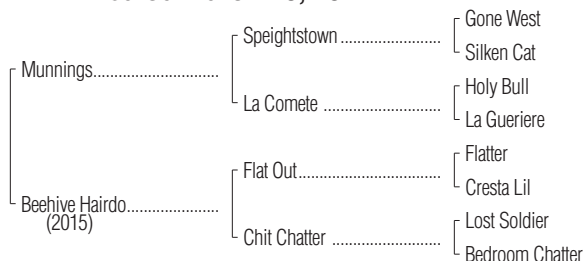 Gone West
Speightstown
Silken Cat
Munnings
Holy Bull
La Comete
La Gueriere
Flatter
Flat Out
Cresta Lil
Beehive Hairdo
(2015)
Lost Soldier
Chit Chatter
Bedroom Chatter